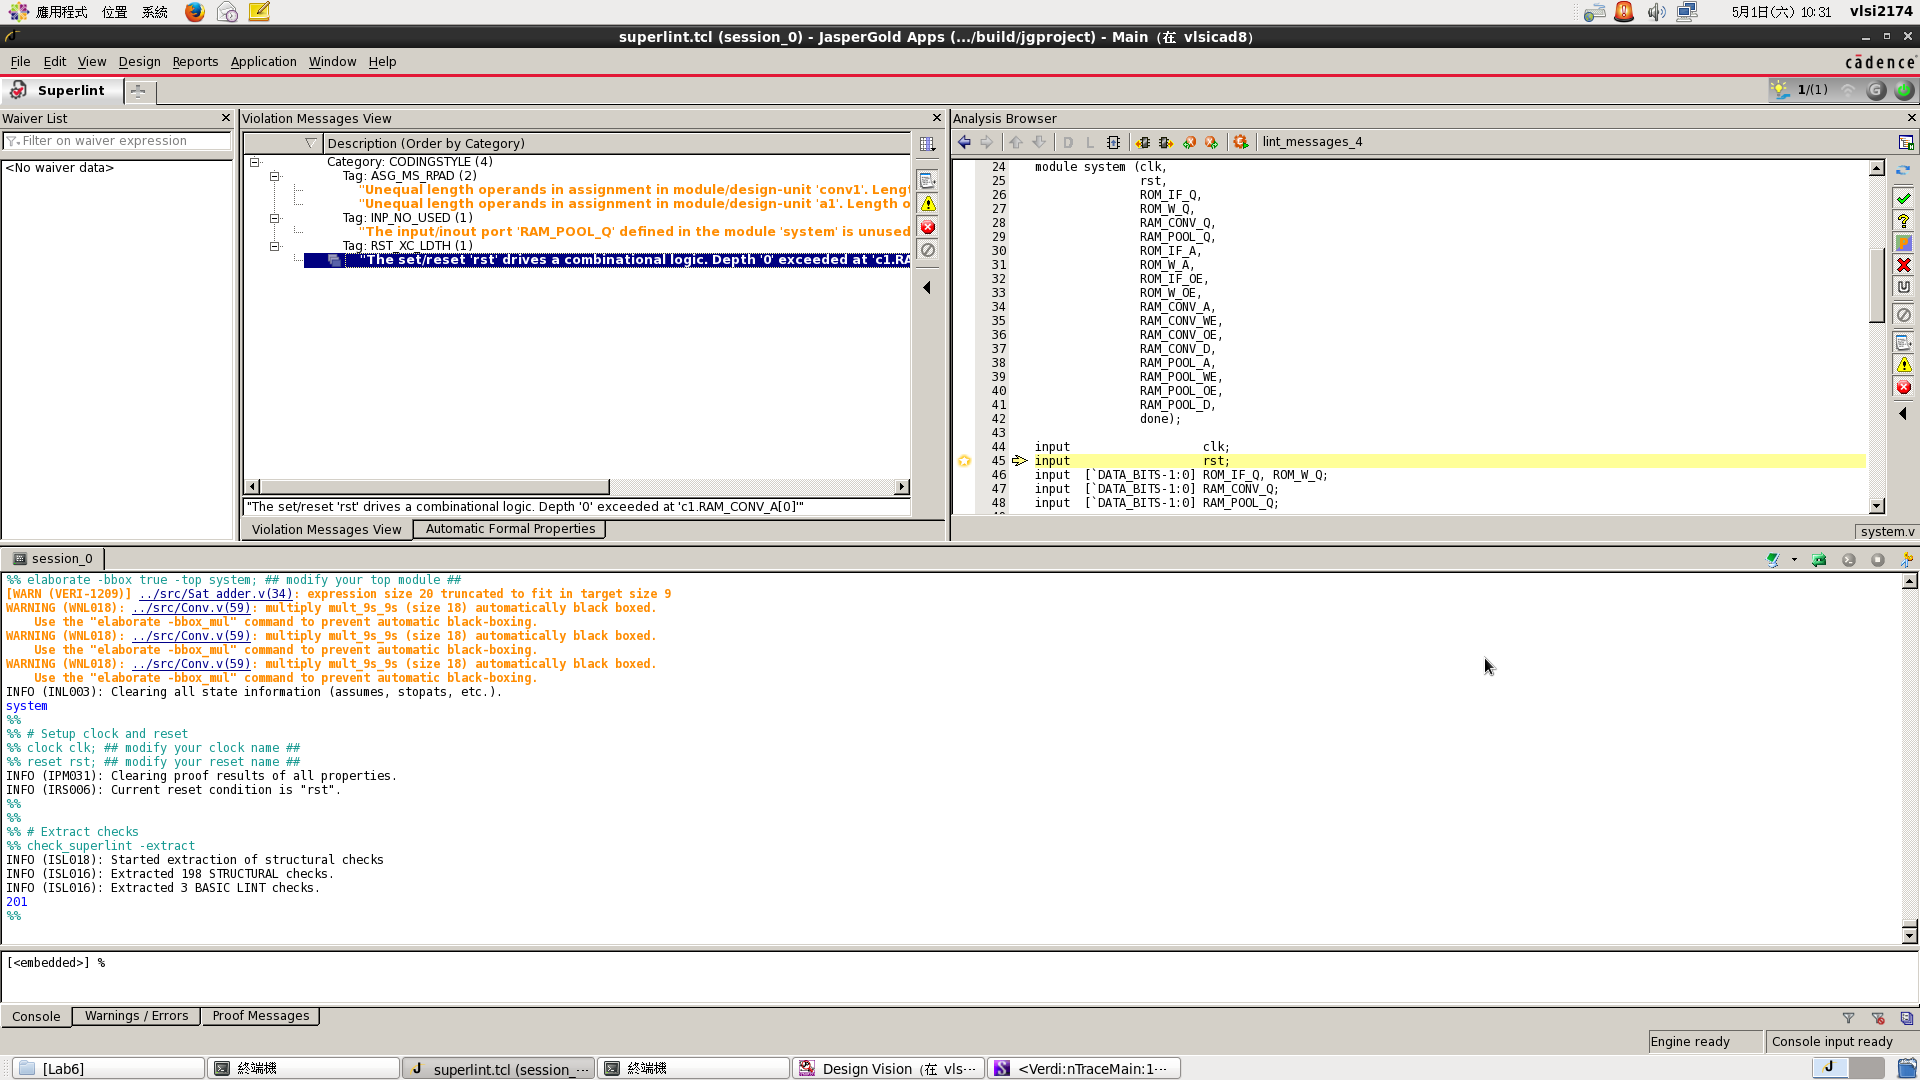 應用程式 位置 系統
5月1日(六) 10:31 vlsi2174
superlint.tcl (session_0) - JasperGold Apps (.../build/jgproject) - Main (在 vlsicad8)
File Edit View Design Reports Application Window Help
cādence
Superlint
1/(1)
Waiver List
Filter on waiver expression
<No waiver data>
Violation Messages View
Description (Order by Category)
Category: CODINGSTYLE (4)
Tag: ASG_MS_RPAD (2)
"Unequal length operands in assignment in module/design-unit 'conv1'. Lengt
"Unequal length operands in assignment in module/design-unit 'a1'. Length o
Tag: INP_NO_USED (1)
"The input/inout port 'RAM_POOL_Q' defined in the module 'system' is unused
Tag: RST_XC_LDTH (1)
"The set/reset 'rst' drives a combinational logic. Depth '0' exceeded at 'c1.RA
"The set/reset 'rst' drives a combinational logic. Depth '0' exceeded at 'c1.RAM_CONV_A[0]'"
Violation Messages View Automatic Formal Properties
Analysis Browser
D L lint_messages_4
24 module system (clk,
25 rst,
26 ROM_IF_Q,
27 ROM_W_Q,
28 RAM_CONV_Q,
29 RAM_POOL_Q,
30 ROM_IF_A,
31 ROM_W_A,
32 ROM_IF_OE,
33 ROM_W_OE,
34 RAM_CONV_A,
35 RAM_CONV_WE,
36 RAM_CONV_OE,
37 RAM_CONV_D,
38 RAM_POOL_A,
39 RAM_POOL_WE,
40 RAM_POOL_OE,
41 RAM_POOL_D,
42 done);
43
44 input clk;
45 input rst;
46 input [`DATA_BITS-1:0] ROM_IF_Q, ROM_W_Q;
47 input [`DATA_BITS-1:0] RAM_CONV_Q;
48 input [`DATA_BITS-1:0] RAM_POOL_Q;
system.v
session_0
%% elaborate -bbox true -top system; ## modify your top module ##
[WARN (VERI-1209)] ../src/Sat_adder.v(34): expression size 20 truncated to fit in target size 9
WARNING (WNL018): ../src/Conv.v(59): multiply mult_9s_9s (size 18) automatically black boxed.
Use the "elaborate -bbox_mul" command to prevent automatic black-boxing.
WARNING (WNL018): ../src/Conv.v(59): multiply mult_9s_9s (size 18) automatically black boxed.
Use the "elaborate -bbox_mul" command to prevent automatic black-boxing.
WARNING (WNL018): ../src/Conv.v(59): multiply mult_9s_9s (size 18) automatically black boxed.
Use the "elaborate -bbox_mul" command to prevent automatic black-boxing.
INFO (INL003): Clearing all state information (assumes, stopats, etc.).
system
%%
%% # Setup clock and reset
%% clock clk; ## modify your clock name ##
%% reset rst; ## modify your reset name ##
INFO (IPM031): Clearing proof results of all properties.
INFO (IRS006): Current reset condition is "rst".
%%
%%
%% # Extract checks
%% check_superlint -extract
INFO (ISL018): Started extraction of structural checks
INFO (ISL016): Extracted 198 STRUCTURAL checks.
INFO (ISL016): Extracted 3 BASIC LINT checks.
201
%%
[<embedded>] %
Console Warnings / Errors Proof Messages
Engine ready Console input ready
[Lab6] 終端機 superlint.tcl (session_... 終端機 Design Vision (在 vls... <Verdi:nTraceMain:1...